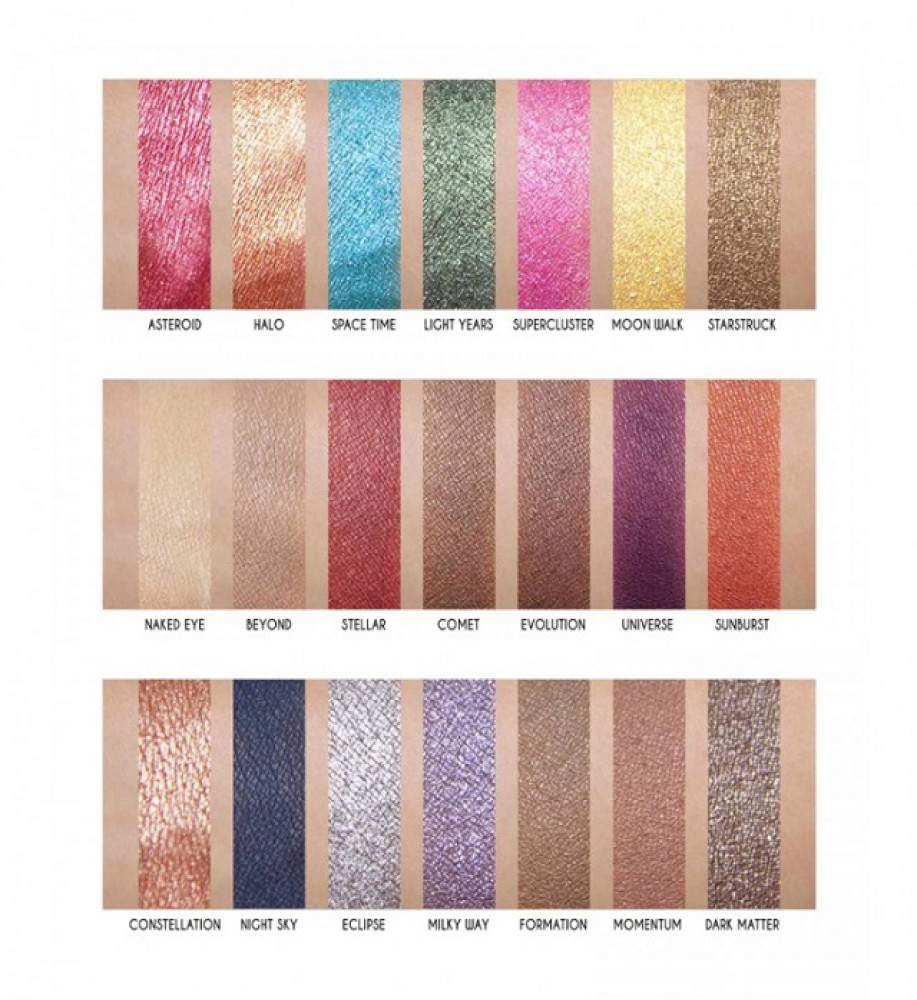 ASTEROID HALO SPACE TIME LIGHT YEARS SUPERCLUSTER MOON WALK STARSTRUCK
NAKED EYE BEYOND STELLAR COMET EVOLUTION UNIVERSE SUNBURST
CONSTELLATION NIGHT SKY ECLIPSE MILKY WAY FORMATION MOMENTUM DARK MATTER